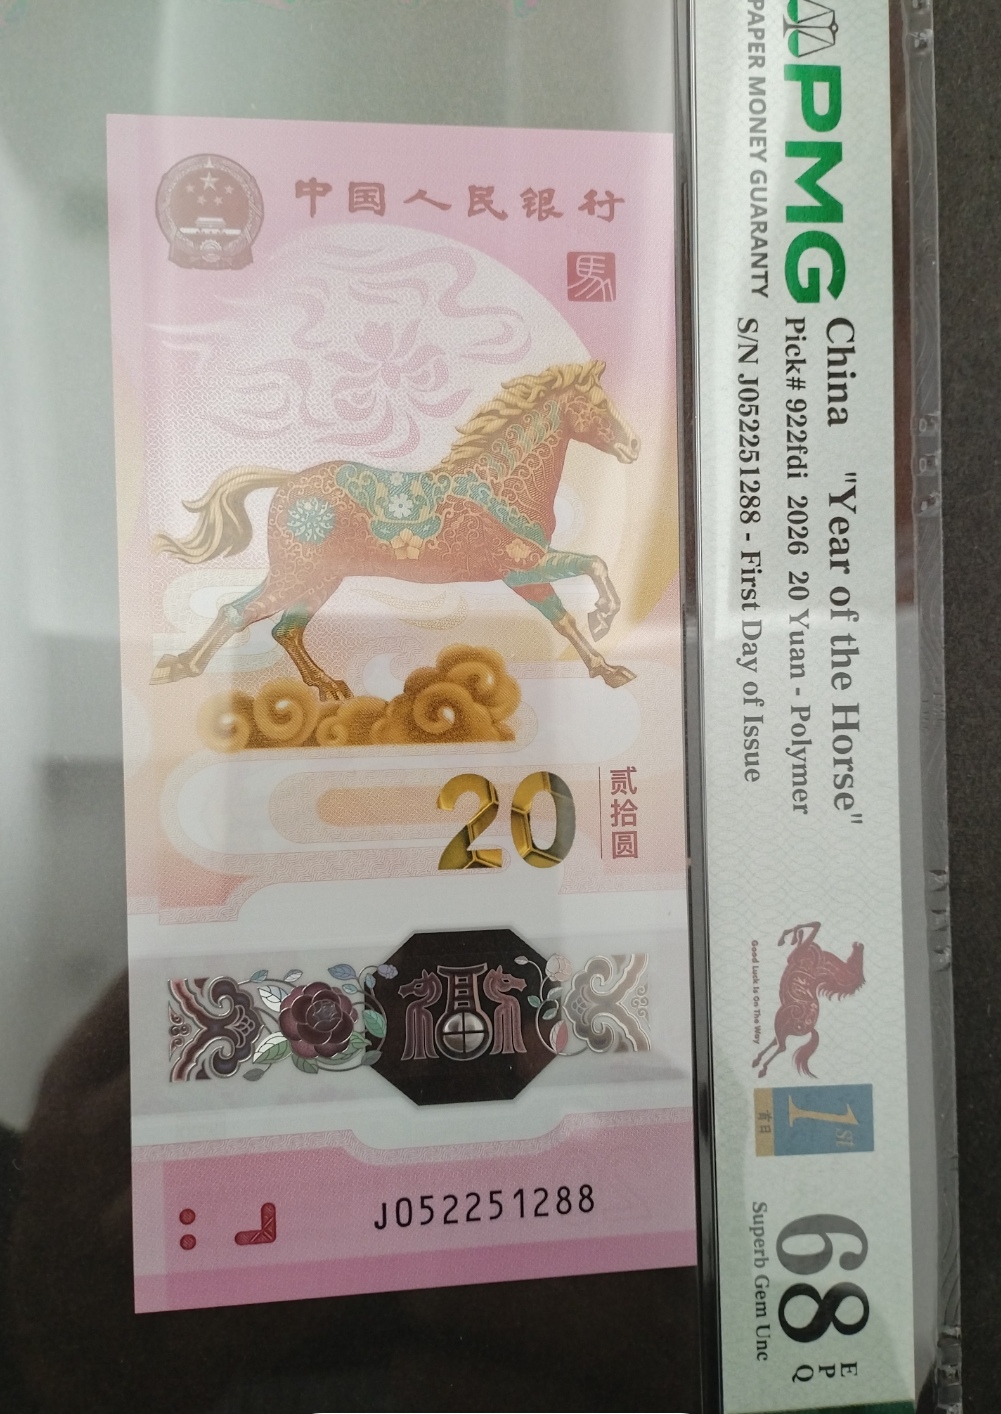 中国人民银行
馬
20
贰拾圆
J052251288
PMG
PAPER MONEY GUARANTY
China "Year of the Horse"
Pick# 922fdi 2026 20 Yuan - Polymer
S/N J052251288 - First Day of Issue
Good Luck Is On The Way
1st
首日
68 EPQ
Superb Gem Unc